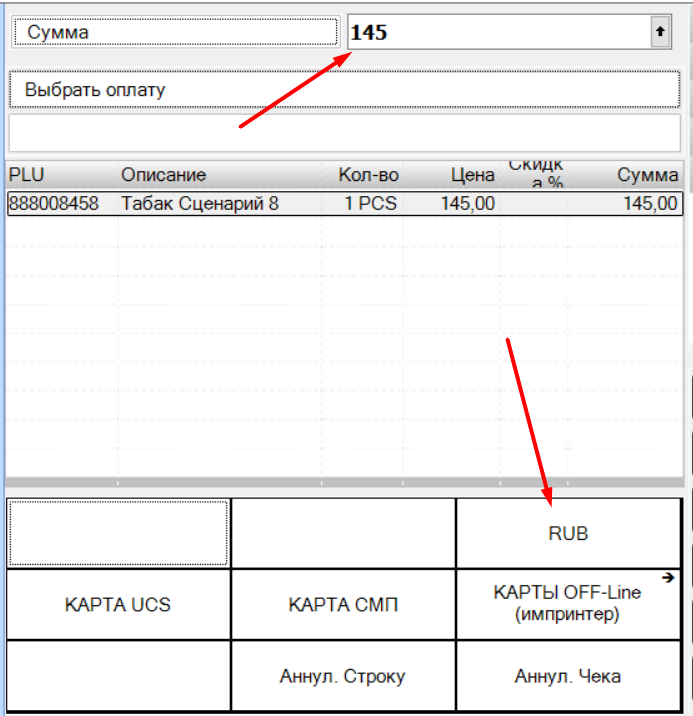 Сумма 145
Выбрать оплату
PLU Описание Кол-во Цена Скидк а % Сумма
888008458 Табак Сценарий 8 1 PCS 145,00 145,00
RUB
КАРТА UCS КАРТА СМП КАРТЫ OFF-Line
(импринтер)
Аннул. Строку Аннул. Чека